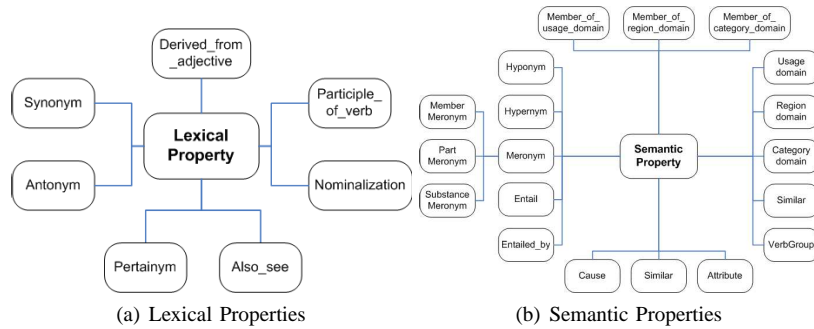 Derived_from
_adjective
Synonym
Participle_
of_verb
Lexical
Property
Antonym
Nominalization
Pertainym
Also_see
(a) Lexical Properties
Member_of_
usage_domain
Member_of_
region_domain
Member_of_
category_domain
Hyponym
Usage
domain
Member
Meronym
Hypernym
Region
domain
Part
Meronym
Meronym
Semantic
Property
Category
domain
Substance
Meronym
Entail
Similar
Entailed_by
VerbGroup
Cause
Similar
Attribute
(b) Semantic Properties